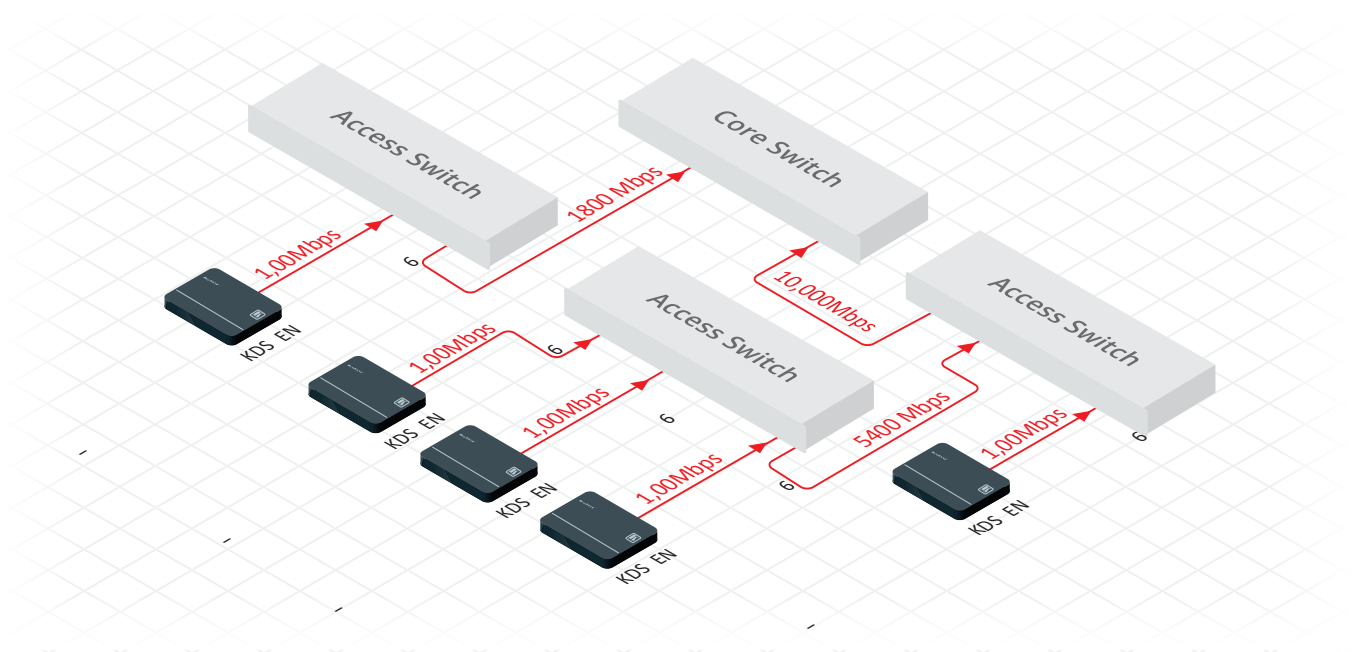 Access Switch
Core Switch
1800 Mbps
1,00Mbps
6
10,000Mbps
Access Switch
Access Switch
KDS EN
1,00Mbps
6
KDS EN
1,00Mbps
6
5400 Mbps
1,00Mbps
6
KDS EN
1,00Mbps
6
KDS EN
KDS EN